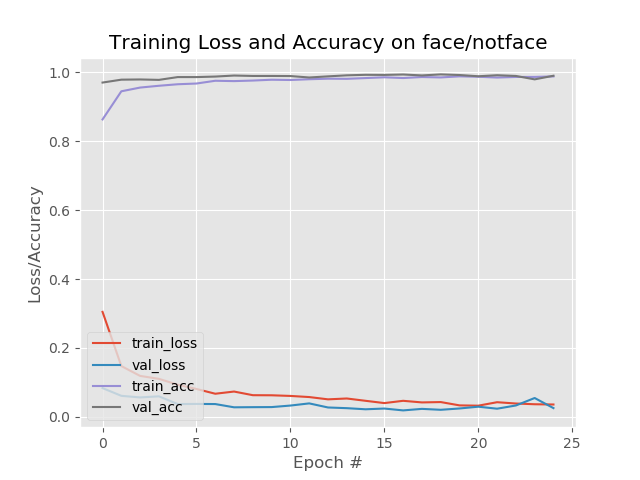 Training Loss and Accuracy on face/notface
1.0
0.8
0.6
0.4
0.2
0.0
Loss/Accuracy
train_loss
val_loss
train_acc
val_acc
0 5 10 15 20 25
Epoch #